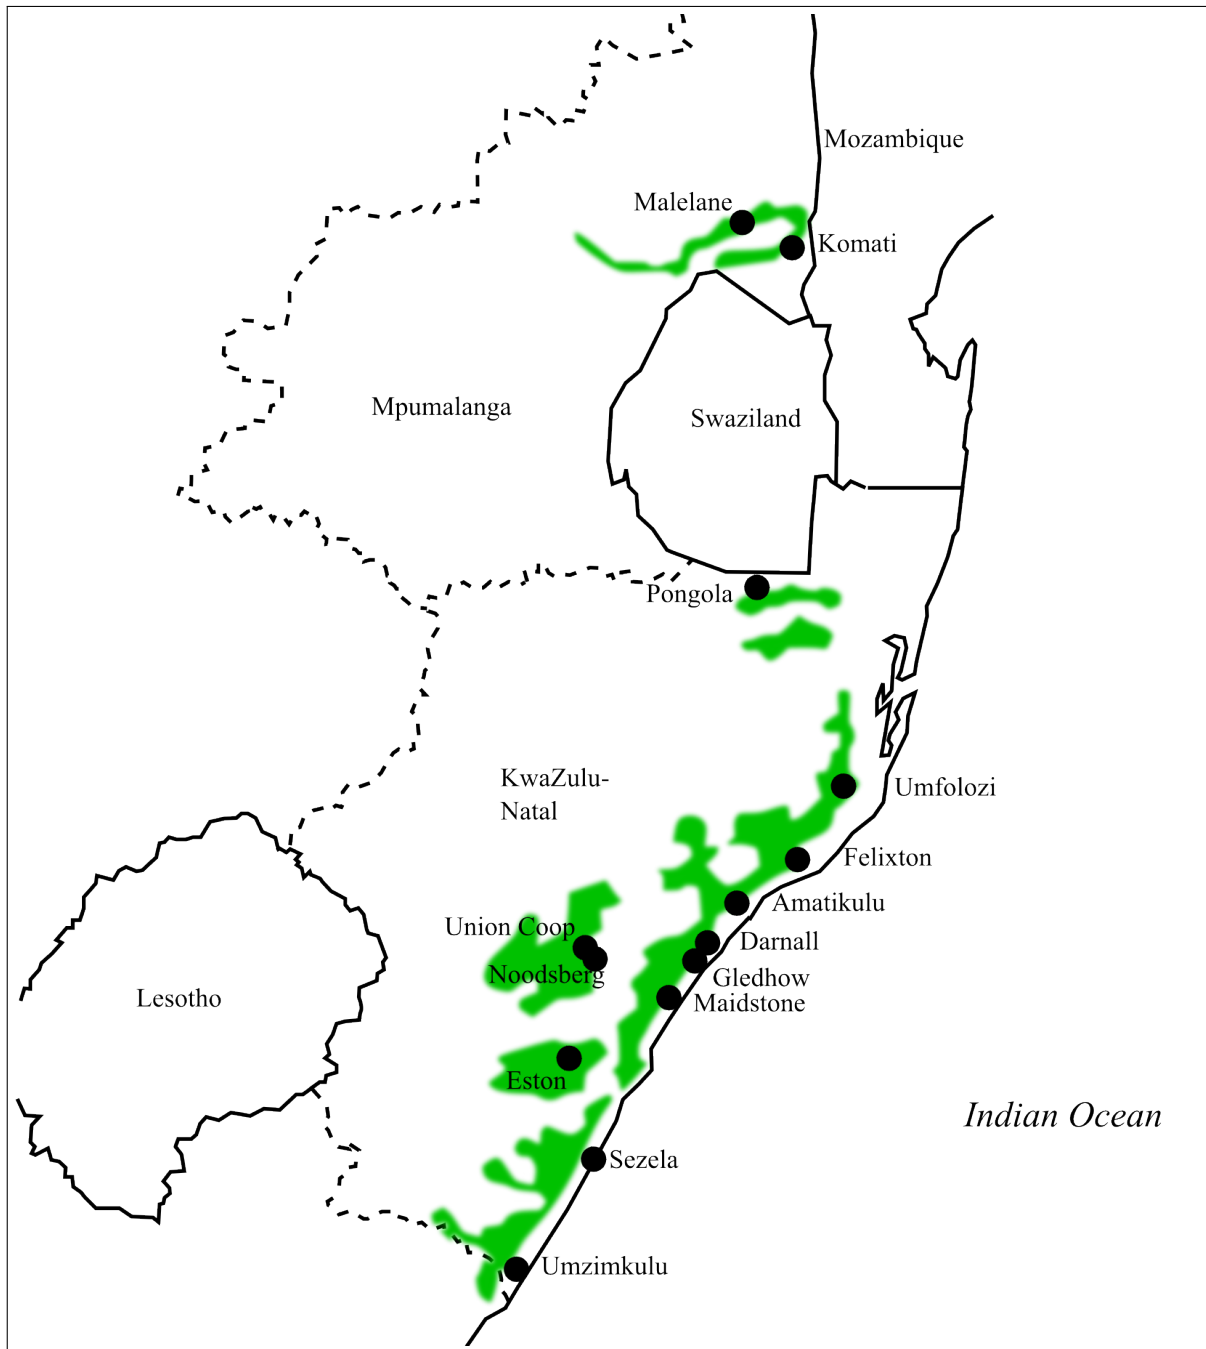 Mozambique
Malelane
Komati
Mpumalanga
Swaziland
Pongola
KwaZulu-
Natal
Umfolozi
Felixton
Amatikulu
Union Coop
Darnall
Noodsberg
Gledhow
Lesotho
Maidstone
Eston
Indian Ocean
Sezela
Umzimkulu